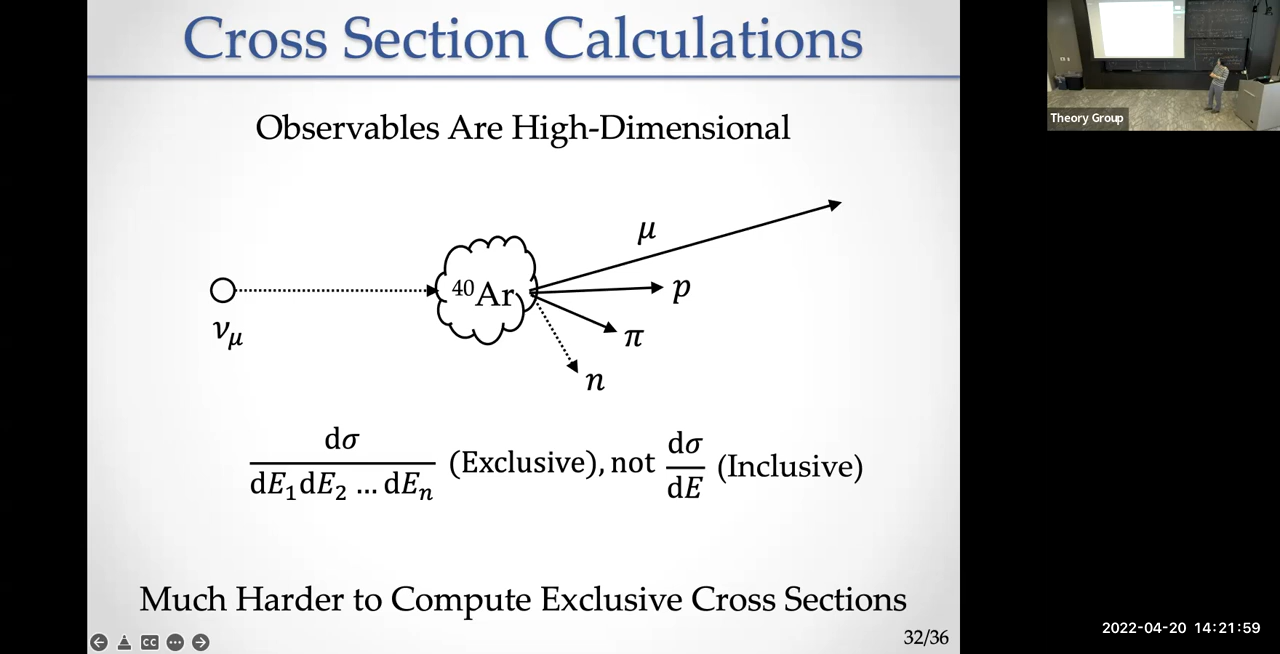 Cross Section Calculations
Observables Are High-Dimensional
μ
⁴⁰Ar
p
ν_μ
π
n
dσ / dE₁dE₂ … dEₙ (Exclusive), not dσ / dE (Inclusive)
Much Harder to Compute Exclusive Cross Sections
CC
32/36
Theory Group
2022-04-20 14:21:59